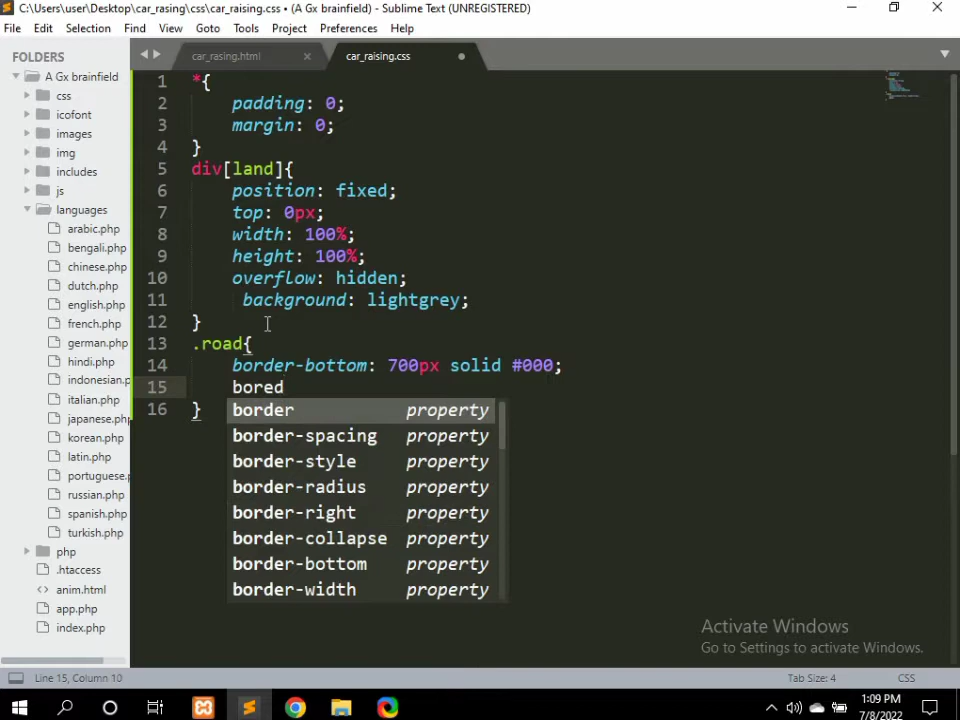 C:\Users\user\Desktop\car_rasing\css\car_raising.css • (A Gx brainfield) - Sublime Text (UNREGISTERED)
File Edit Selection Find View Goto Tools Project Preferences Help
FOLDERS
A Gx brainfield
css
icofont
images
img
includes
js
languages
arabic.php
bengali.php
chinese.php
dutch.php
english.php
french.php
german.php
hindi.php
indonesian.p
italian.php
japanese.php
korean.php
latin.php
portuguese.
russian.php
spanish.php
turkish.php
php
.htaccess
anim.html
app.php
index.php
car_rasing.html × car_raising.css
1 *{
2 padding: 0;
3 margin: 0;
4 }
5 div[land]{
6 position: fixed;
7 top: 0px;
8 width: 100%;
9 height: 100%;
10 overflow: hidden;
11 background: lightgrey;
12 }
13 .road{
14 border-bottom: 700px solid #000;
15 bored
16 }
border property
border-spacing property
border-style property
border-radius property
border-right property
border-collapse property
border-bottom property
border-width property
Activate Windows
Go to Settings to activate Windows.
Line 15, Column 10 Tab Size: 4 CSS
1:09 PM
7/8/2022